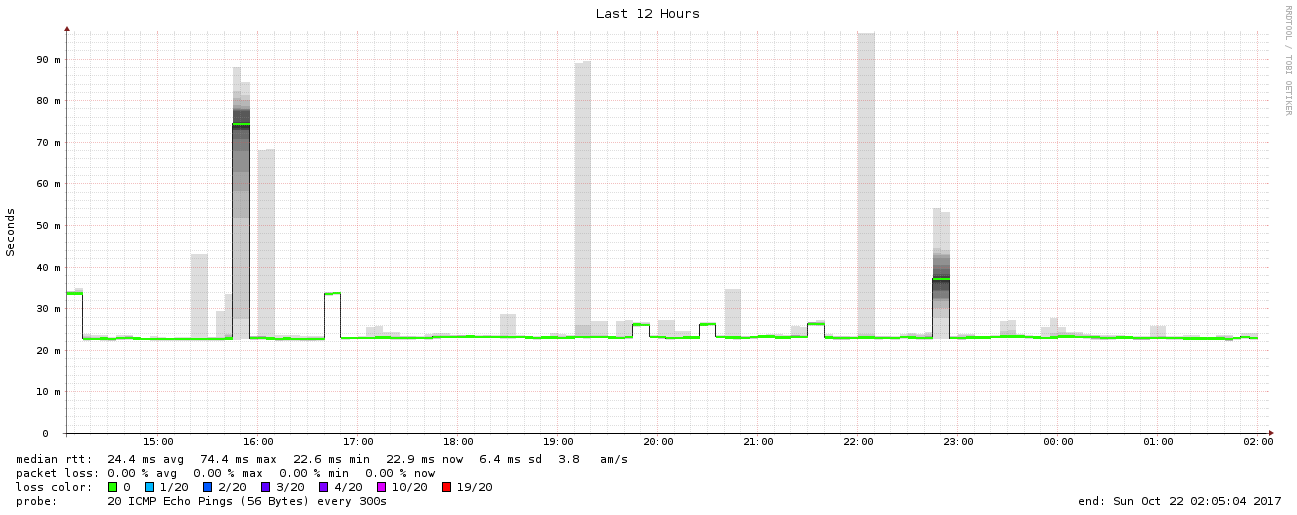 Last 12 Hours
RRDTOOL / TOBI OETIKER
Seconds
90 m
80 m
70 m
60 m
50 m
40 m
30 m
20 m
10 m
0
15:00 16:00 17:00 18:00 19:00 20:00 21:00 22:00 23:00 00:00 01:00 02:00
median rtt: 24.4 ms avg 74.4 ms max 22.6 ms min 22.9 ms now 6.4 ms sd 3.8 am/s
packet loss: 0.00 % avg 0.00 % max 0.00 % min 0.00 % now
loss color: 0 1/20 2/20 3/20 4/20 10/20 19/20
probe: 20 ICMP Echo Pings (56 Bytes) every 300s end: Sun Oct 22 02:05:04 2017